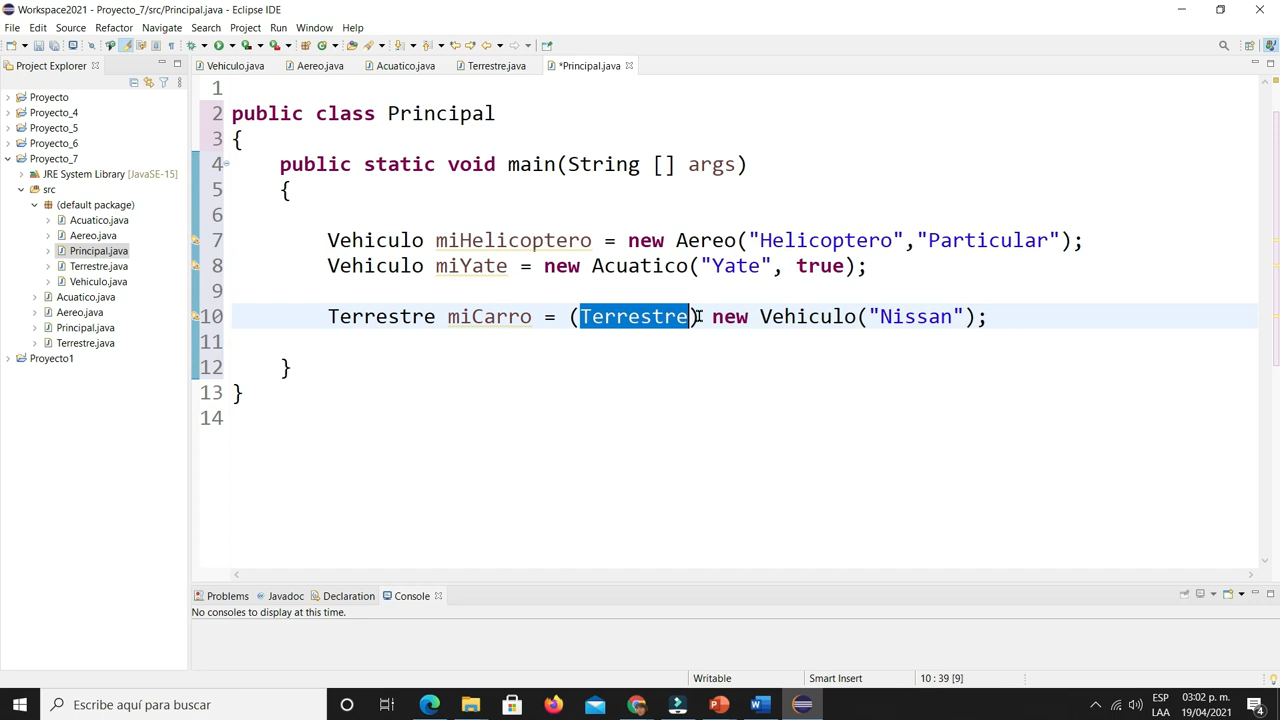 Workspace2021 - Proyecto_7/src/Principal.java - Eclipse IDE
File Edit Source Refactor Navigate Search Project Run Window Help
Project Explorer
Vehiculo.java Aereo.java Acuatico.java Terrestre.java *Principal.java
Proyecto
Proyecto_4
Proyecto_5
Proyecto_6
Proyecto_7
JRE System Library [JavaSE-15]
src
(default package)
Acuatico.java
Aereo.java
Principal.java
Terrestre.java
Vehiculo.java
Acuatico.java
Aereo.java
Principal.java
Terrestre.java
Proyecto1
1
2 public class Principal
3 {
4 public static void main(String [] args)
5 {
6
7 Vehiculo miHelicoptero = new Aereo("Helicoptero","Particular");
8 Vehiculo miYate = new Acuatico("Yate", true);
9
10 Terrestre miCarro = (Terrestre) new Vehiculo("Nissan");
11
12 }
13 }
14
Problems Javadoc Declaration Console
No consoles to display at this time.
Writable Smart Insert 10 : 39 [9]
Escribe aquí para buscar
ESP
LAA
03:02 p. m.
19/04/2021
4